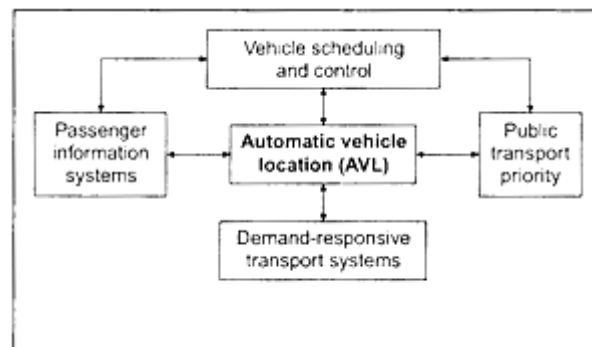 Vehicle scheduling
and control
Passenger
information
systems
Automatic vehicle
location (AVL)
Public
transport
priority
Demand-responsive
transport systems